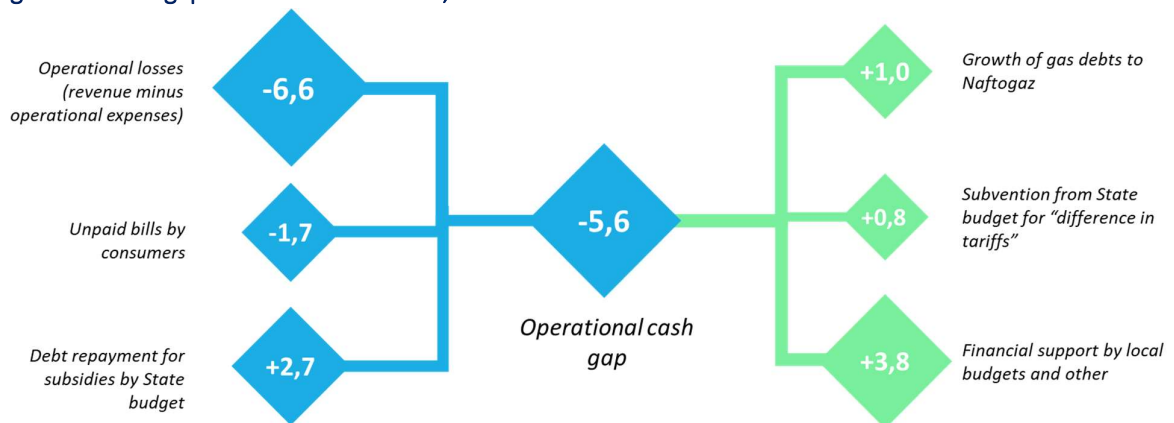 Operational losses
(revenue minus
operational expenses)
-6,6
Unpaid bills by
consumers
-1,7
Debt repayment for
subsidies by State
budget
+2,7
-5,6
Operational cash
gap
+1,0
Growth of gas debts to
Naftogaz
+0,8
Subvention from State
budget for “difference in
tariffs”
+3,8
Financial support by local
budgets and other